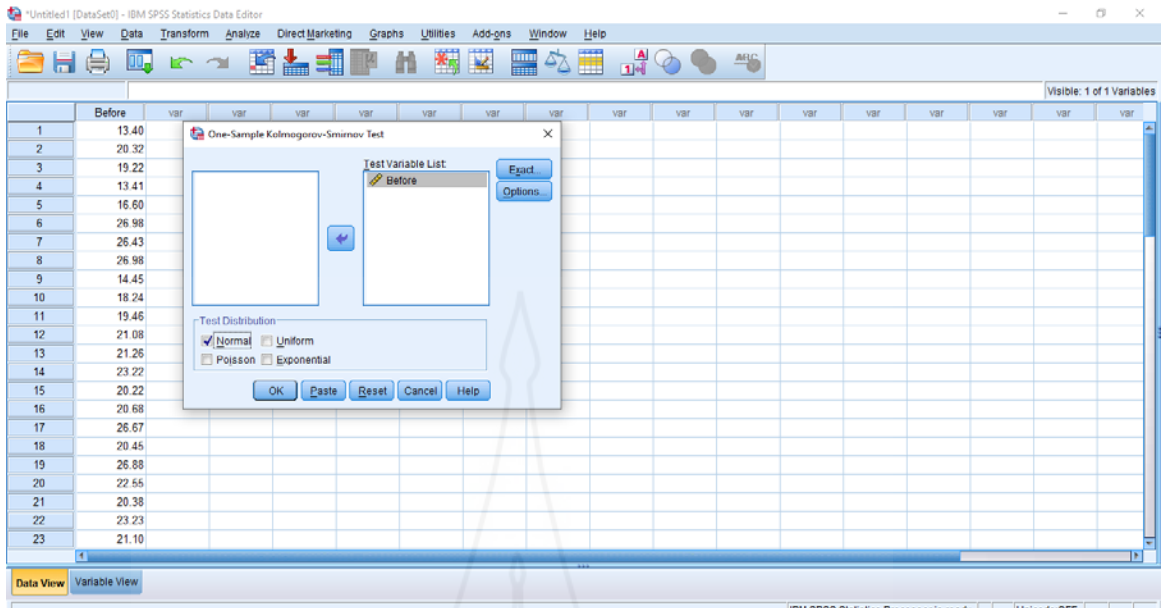 *Untitled1 [DataSet0] - IBM SPSS Statistics Data Editor
File Edit View Data Transform Analyze Direct Marketing Graphs Utilities Add-ons Window Help
Visible: 1 of 1 Variables
Before var var var var var var var var var var var var var var var var
1 13.40
2 20.32
3 19.22
4 13.41
5 16.60
6 26.98
7 26.43
8 26.98
9 14.45
10 18.24
11 19.46
12 21.08
13 21.26
14 23.22
15 20.22
16 20.68
17 26.67
18 20.45
19 26.88
20 22.55
21 20.38
22 23.23
23 21.10
One-Sample Kolmogorov-Smirnov Test
Test Variable List:
Before
Exact...
Options...
Test Distribution
Normal Uniform
Poisson Exponential
OK Paste Reset Cancel Help
Data View Variable View